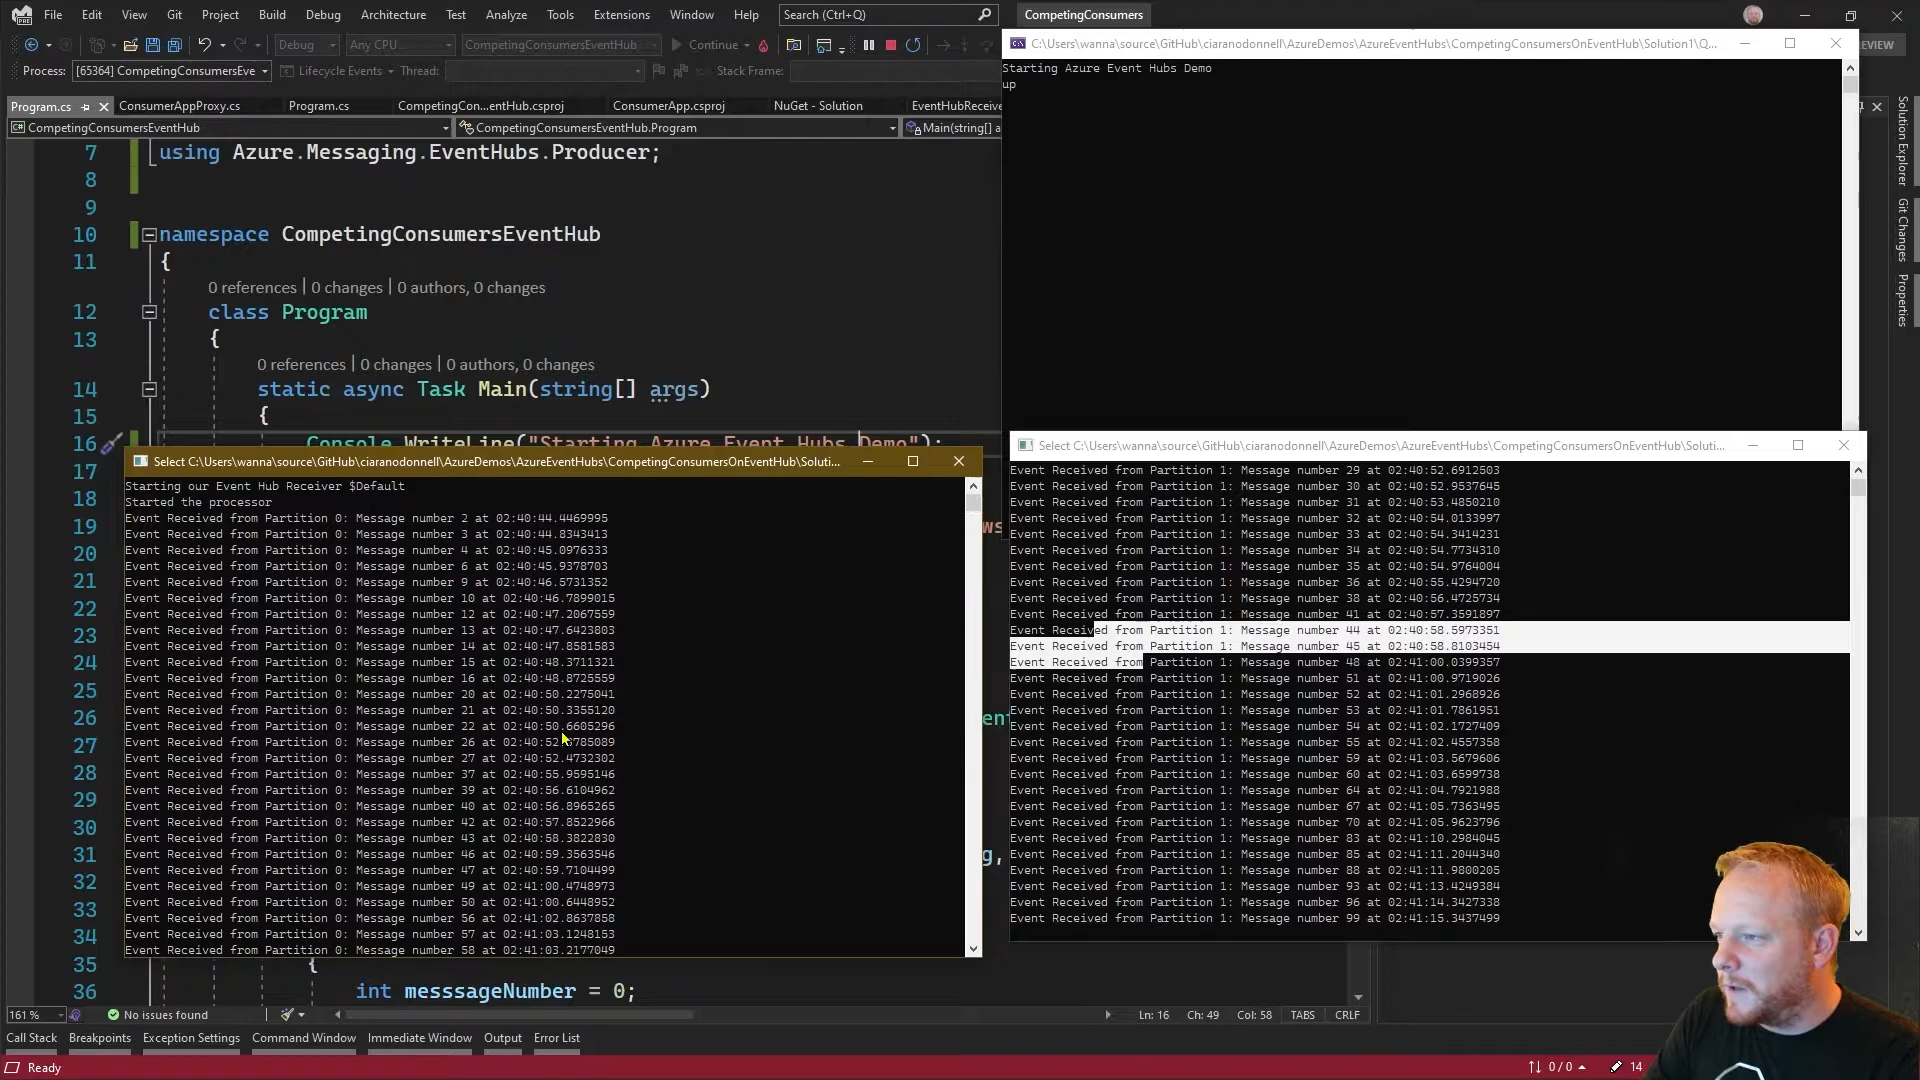 File Edit View Git Project Build Debug Architecture Test Analyze Tools Extensions Window Help Search (Ctrl+Q) CompetingConsumers
Debug Any CPU CompetingConsumersEventHub Continue
Process: [65364] CompetingConsumersEve Lifecycle Events Thread: Stack Frame:
Program.cs ConsumerAppProxy.cs Program.cs CompetingCon...entHub.csproj ConsumerApp.csproj NuGet - Solution EventHubReceive
CompetingConsumersEventHub CompetingConsumersEventHub.Program Main(string[] a
7 using Azure.Messaging.EventHubs.Producer;
8
9
10 namespace CompetingConsumersEventHub
11 {
0 references | 0 changes | 0 authors, 0 changes
12 class Program
13 {
0 references | 0 changes | 0 authors, 0 changes
14 static async Task Main(string[] args)
15 {
16 Console.WriteLine("Starting Azure Event Hubs Demo");
17
18
19
20
21
22
23
24
25
26
27
28
29
30
31
32
33
34
35 {
36 int messsageNumber = 0;
C:\Users\wanna\source\GitHub\ciaranodonnell\AzureDemos\AzureEventHubs\CompetingConsumersOnEventHub\Solution1\Q...
Starting Azure Event Hubs Demo
up
Select C:\Users\wanna\source\GitHub\ciaranodonnell\AzureDemos\AzureEventHubs\CompetingConsumersOnEventHub\Soluti...
Starting our Event Hub Receiver $Default
Started the processor
Event Received from Partition 0: Message number 2 at 02:40:44.4469995
Event Received from Partition 0: Message number 3 at 02:40:44.8343413
Event Received from Partition 0: Message number 4 at 02:40:45.0976333
Event Received from Partition 0: Message number 6 at 02:40:45.9378703
Event Received from Partition 0: Message number 9 at 02:40:46.5731352
Event Received from Partition 0: Message number 10 at 02:40:46.7899015
Event Received from Partition 0: Message number 12 at 02:40:47.2067559
Event Received from Partition 0: Message number 13 at 02:40:47.6423803
Event Received from Partition 0: Message number 14 at 02:40:47.8581583
Event Received from Partition 0: Message number 15 at 02:40:48.3711321
Event Received from Partition 0: Message number 16 at 02:40:48.8725559
Event Received from Partition 0: Message number 20 at 02:40:50.2275041
Event Received from Partition 0: Message number 21 at 02:40:50.3355120
Event Received from Partition 0: Message number 22 at 02:40:50.6605296
Event Received from Partition 0: Message number 26 at
Event Received from Partition 0: Message number 27 at 02:40:52.4732302
Event Received from Partition 0: Message number 37 at 02:40:55.9595146
Event Received from Partition 0: Message number 39 at 02:40:56.6104962
Event Received from Partition 0: Message number 40 at 02:40:56.8965265
Event Received from Partition 0: Message number 42 at 02:40:57.8522966
Event Received from Partition 0: Message number 43 at 02:40:58.3822830
Event Received from Partition 0: Message number 46 at 02:40:59.3563546
Event Received from Partition 0: Message number 47 at 02:40:59.7104499
Event Received from Partition 0: Message number 49 at 02:41:00.4748973
Event Received from Partition 0: Message number 50 at 02:41:00.6448952
Event Received from Partition 0: Message number 56 at 02:41:02.8637858
Event Received from Partition 0: Message number 57 at 02:41:03.1248153
Event Received from Partition 0: Message number 58 at 02:41:03.2177049
Select C:\Users\wanna\source\GitHub\ciaranodonnell\AzureDemos\AzureEventHubs\CompetingConsumersOnEventHub\Soluti...
Event Received from Partition 1: Message number 29 at 02:40:52.6912503
Event Received from Partition 1: Message number 30 at 02:40:52.9537645
Event Received from Partition 1: Message number 31 at 02:40:53.4850210
Event Received from Partition 1: Message number 32 at 02:40:54.0133997
Event Received from Partition 1: Message number 33 at 02:40:54.3414231
Event Received from Partition 1: Message number 34 at 02:40:54.7734310
Event Received from Partition 1: Message number 35 at 02:40:54.9764004
Event Received from Partition 1: Message number 36 at 02:40:55.4294720
Event Received from Partition 1: Message number 38 at 02:40:56.4725734
Event Received from Partition 1: Message number 41 at 02:40:57.3591897
Event Received from Partition 1: Message number 44 at 02:40:58.5973351
Event Received from Partition 1: Message number 45 at 02:40:58.8103454
Event Received from Partition 1: Message number 48 at 02:41:00.0399357
Event Received from Partition 1: Message number 51 at 02:41:00.9719026
Event Received from Partition 1: Message number 52 at 02:41:01.2968926
Event Received from Partition 1: Message number 53 at 02:41:01.7861951
Event Received from Partition 1: Message number 54 at 02:41:02.1727409
Event Received from Partition 1: Message number 55 at 02:41:02.4557358
Event Received from Partition 1: Message number 59 at 02:41:03.5679606
Event Received from Partition 1: Message number 60 at 02:41:03.6599738
Event Received from Partition 1: Message number 64 at 02:41:04.7921988
Event Received from Partition 1: Message number 67 at 02:41:05.7363495
Event Received from Partition 1: Message number 70 at 02:41:05.9623796
Event Received from Partition 1: Message number 83 at 02:41:10.2984045
Event Received from Partition 1: Message number 85 at 02:41:11.2044340
Event Received from Partition 1: Message number 88 at 02:41:11.9800205
Event Received from Partition 1: Message number 93 at 02:41:13.4249384
Event Received from Partition 1: Message number 96 at 02:41:14.3427338
Event Received from Partition 1: Message number 99 at 02:41:15.3437499
Solution Explorer
Git Changes
Properties
161 % No issues found Ln: 16 Ch: 49 Col: 58 TABS CRLF
Call Stack Breakpoints Exception Settings Command Window Immediate Window Output Error List
Ready 0 / 0 14